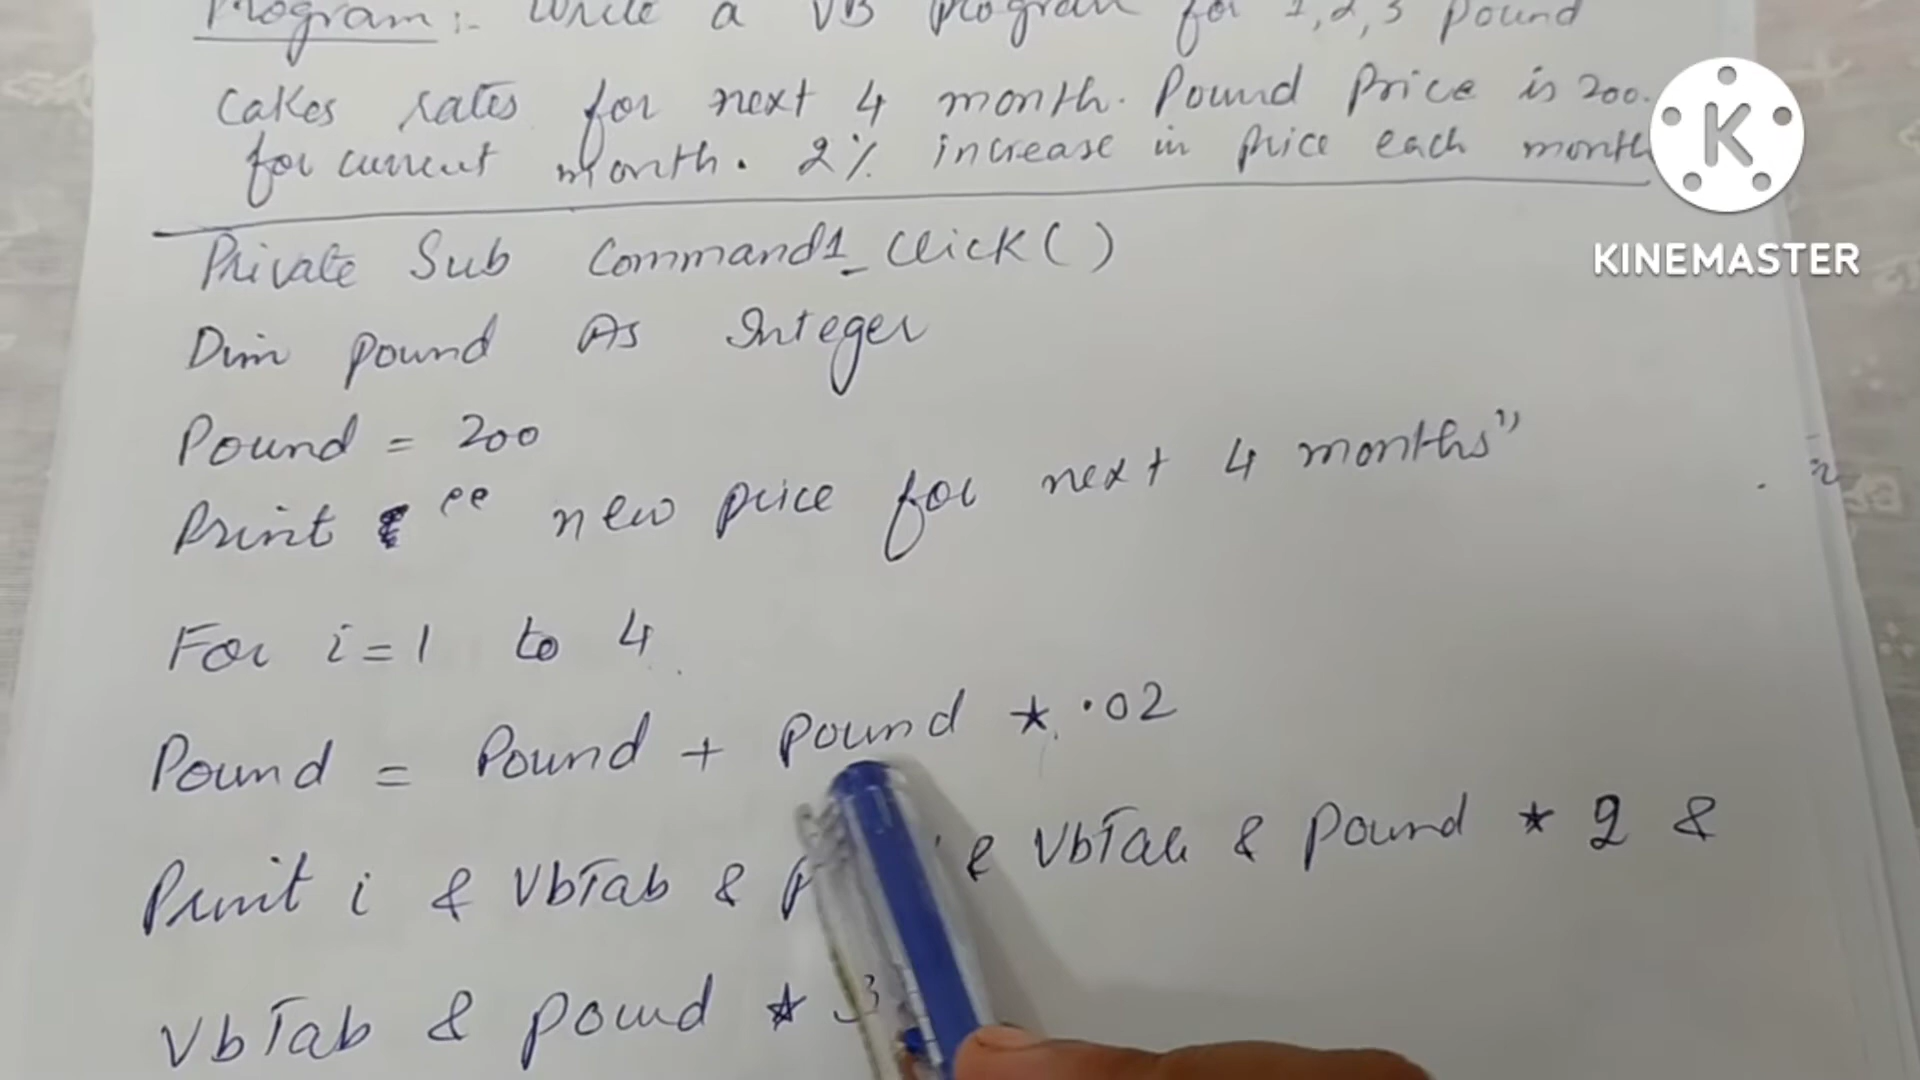 Program :- Write a VB program for 1,2,3 Pound
Cakes rates for next 4 month. Pound Price is 200.
for current month. 2% increase in price each month
KINEMASTER
Private Sub Command1_Click()
Dim pound As Integer
Pound = 200
Print " new price for next 4 months"
For i=1 to 4
Pound = Pound + Pound * .02
Print i & VbTab & & VbTab & Pound * 2 &
VbTab & pound * 3